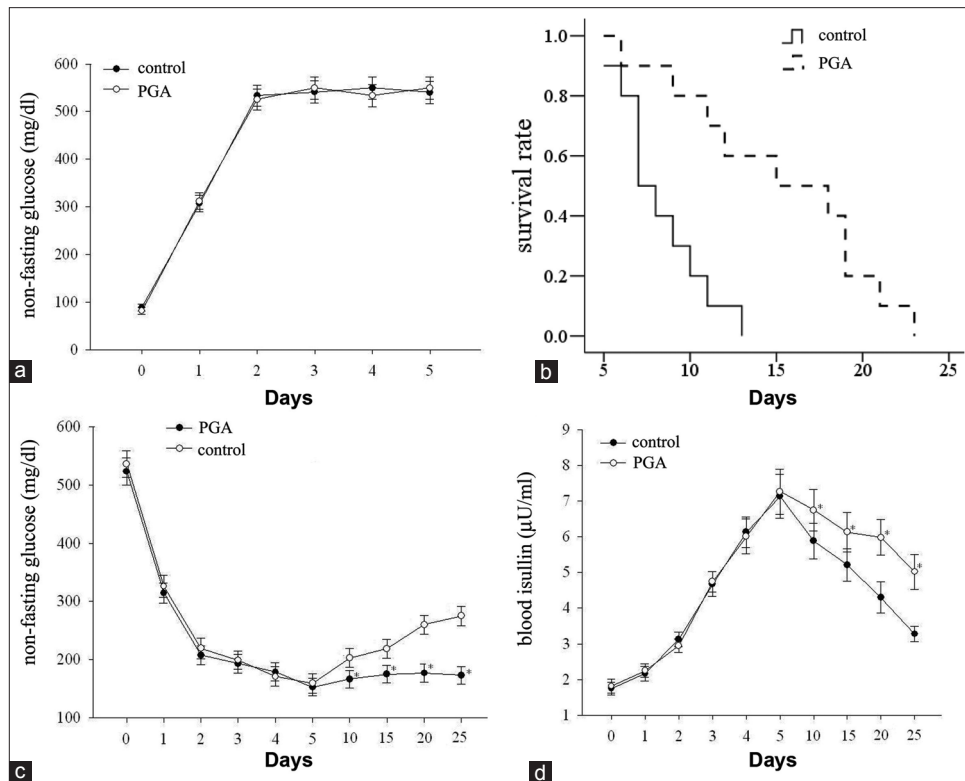 600
500
400
300
200
100
0
non-fasting glucose (mg/dl)
control
PGA
0 1 2 3 4 5
Days
a
1.0
0.8
0.6
0.4
0.2
0.0
survival rate
control
PGA
5 10 15 20 25
Days
b
600
500
400
300
200
100
non-fasting glucose (mg/dl)
PGA
control
* * * *
0 1 2 3 4 5 10 15 20 25
Days
c
9
8
7
6
5
4
3
2
1
blood isullin (μU/ml)
control
PGA
* * * *
0 1 2 3 4 5 10 15 20 25
Days
d